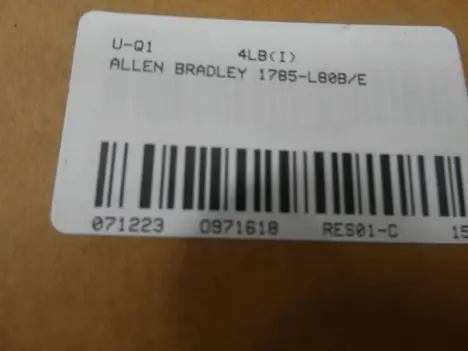 U-Q1 4LB(I)
ALLEN BRADLEY 1785-L80B/E
071223 0971618 RES01-C 15